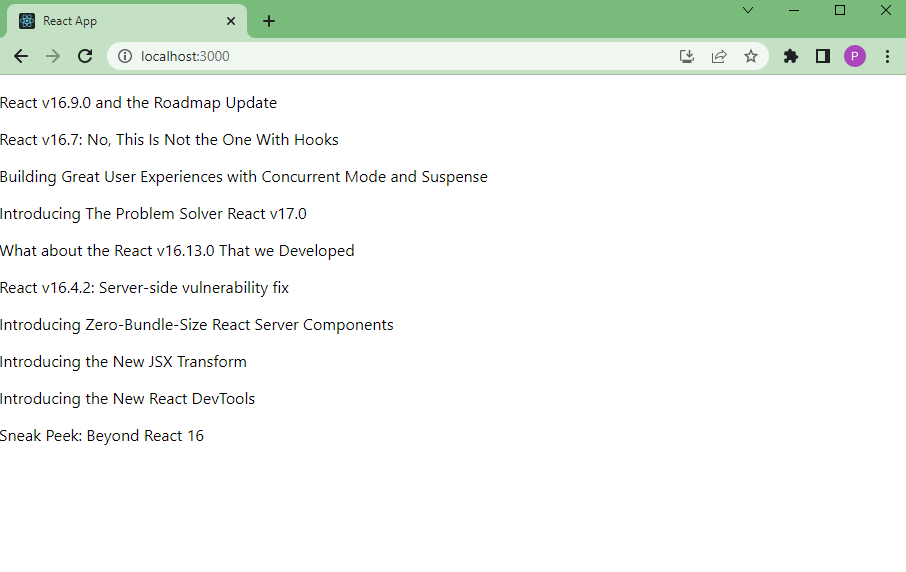 React App
localhost:3000
P
React v16.9.0 and the Roadmap Update
React v16.7: No, This Is Not the One With Hooks
Building Great User Experiences with Concurrent Mode and Suspense
Introducing The Problem Solver React v17.0
What about the React v16.13.0 That we Developed
React v16.4.2: Server-side vulnerability fix
Introducing Zero-Bundle-Size React Server Components
Introducing the New JSX Transform
Introducing the New React DevTools
Sneak Peek: Beyond React 16